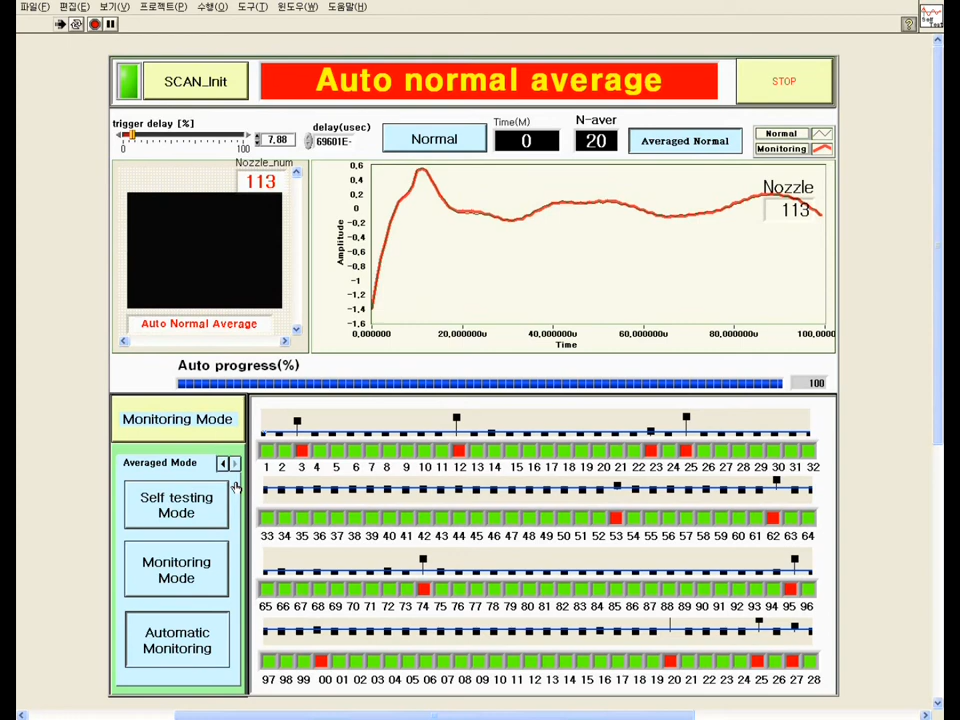 파일(F) 편집(E) 보기(V) 프로젝트(P) 수행(O) 도구(T) 윈도우(W) 도움말(H)
SCAN_Init
Auto normal average
STOP
trigger delay [%]
0 100
7,88
delay(usec)
69601E-
Normal
Time(M)
0
N-aver
20
Averaged Normal
Normal
Monitoring
Nozzle_num
113
Auto Normal Average
Nozzle
113
Amplitude
0,6
0,4
0,2
0
-0,2
-0,4
-0,6
-0,8
-1
-1,2
-1,4
-1,6
0,000000 20,000000u 40,000000u 60,000000u 80,000000u 100,0000
Time
Auto progress(%)
100
Monitoring Mode
Averaged Mode
Self testing
Mode
Monitoring
Mode
Automatic
Monitoring
1 2 3 4 5 6 7 8 9 10 11 12 13 14 15 16 17 18 19 20 21 22 23 24 25 26 27 28 29 30 31 32
33 34 35 36 37 38 39 40 41 42 43 44 45 46 47 48 49 50 51 52 53 54 55 56 57 58 59 60 61 62 63 64
65 66 67 68 69 70 71 72 73 74 75 76 77 78 79 80 81 82 83 84 85 86 87 88 89 90 91 92 93 94 95 96
97 98 99 00 01 02 03 04 05 06 07 08 09 10 11 12 13 14 15 16 17 18 19 20 21 22 23 24 25 26 27 28